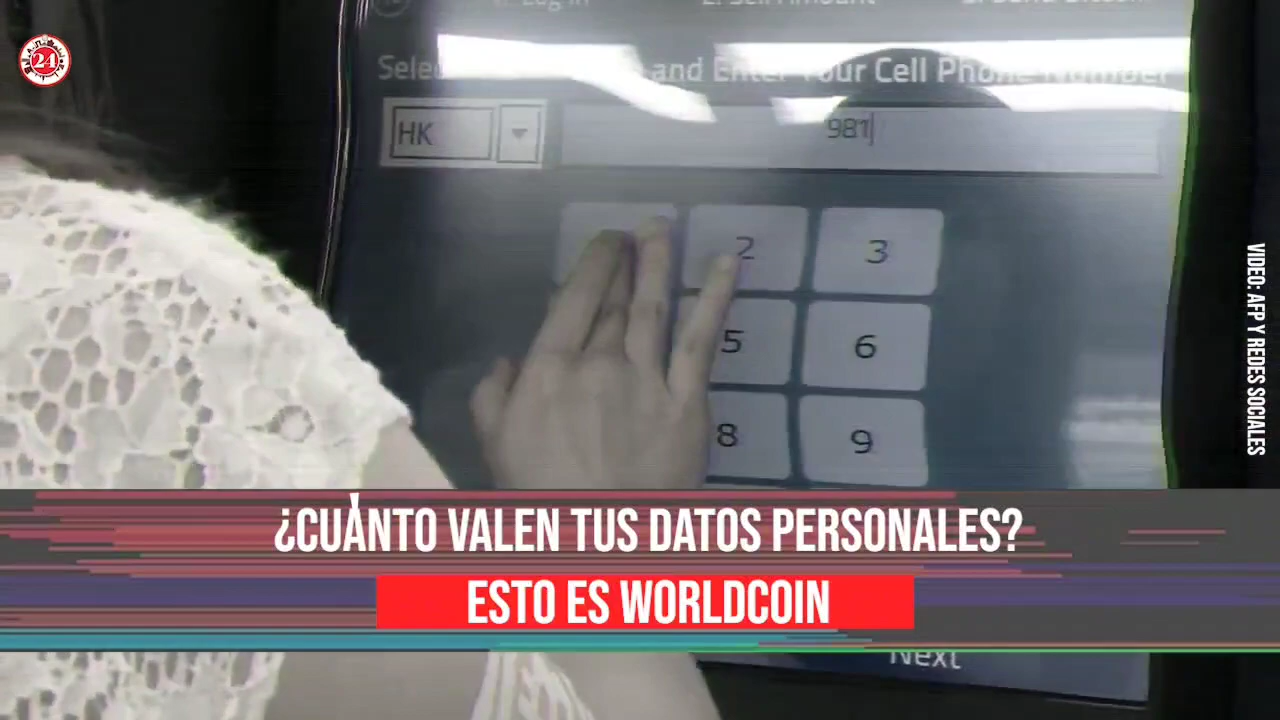 24
and Enter Your Cell Phone Number
HK
981
2
3
5
6
8
9
VIDEO: AFP Y REDES SOCIALES
¿CUÁNTO VALEN TUS DATOS PERSONALES?
ESTO ES WORLDCOIN
Next